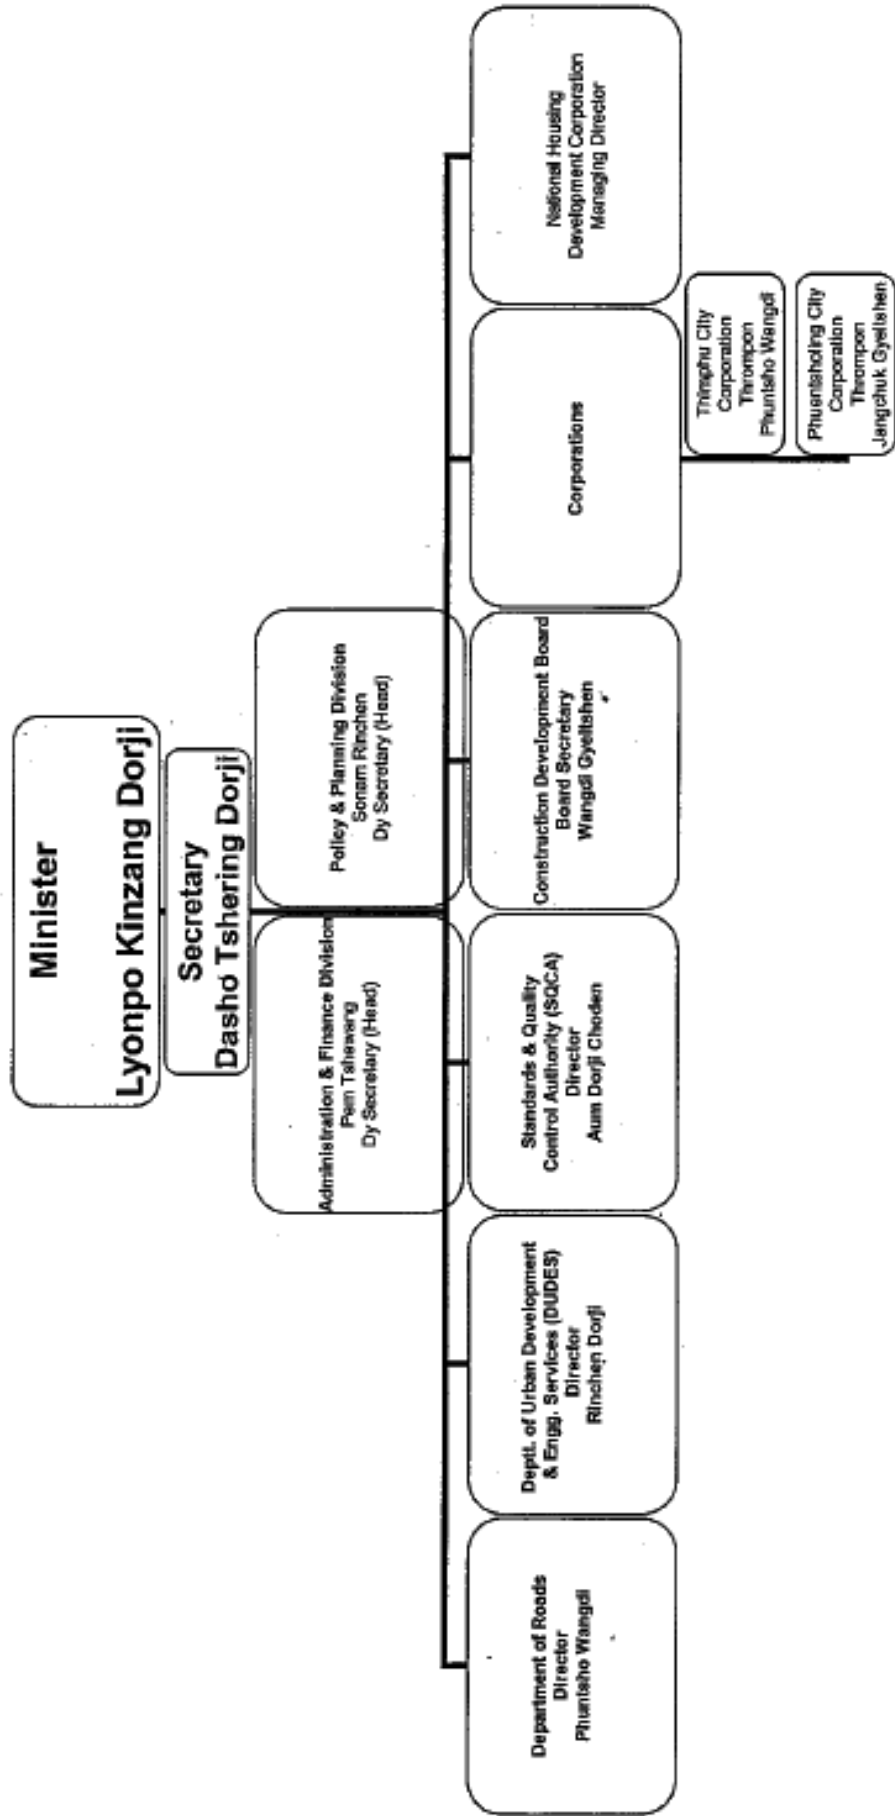 Minister
Lyonpo Kinzang Dorji
Secretary
Dasho Tshering Dorji
Administration & Finance Division
Pem Tshewang
Dy Secretary (Head)
Policy & Planning Division
Sonam Rinchen
Dy Secretary (Head)
Department of Roads
Director
Phuntsho Wangdi
Deptt. of Urban Development
& Engg. Services (DUDES)
Director
Rinchen Dorji
Standards & Quality
Control Authority (SQCA)
Director
Aum Dorji Choden
Construction Development Board
Board Secretary
Wangdi Gyeltshen
Corporations
National Housing
Development Corporation
Managing Director
Thimphu City
Corporation
Thrompon
Phuntsho Wangdi
Phuentsholing City
Corporation
Thrompon
Jangchuk Gyeltshen